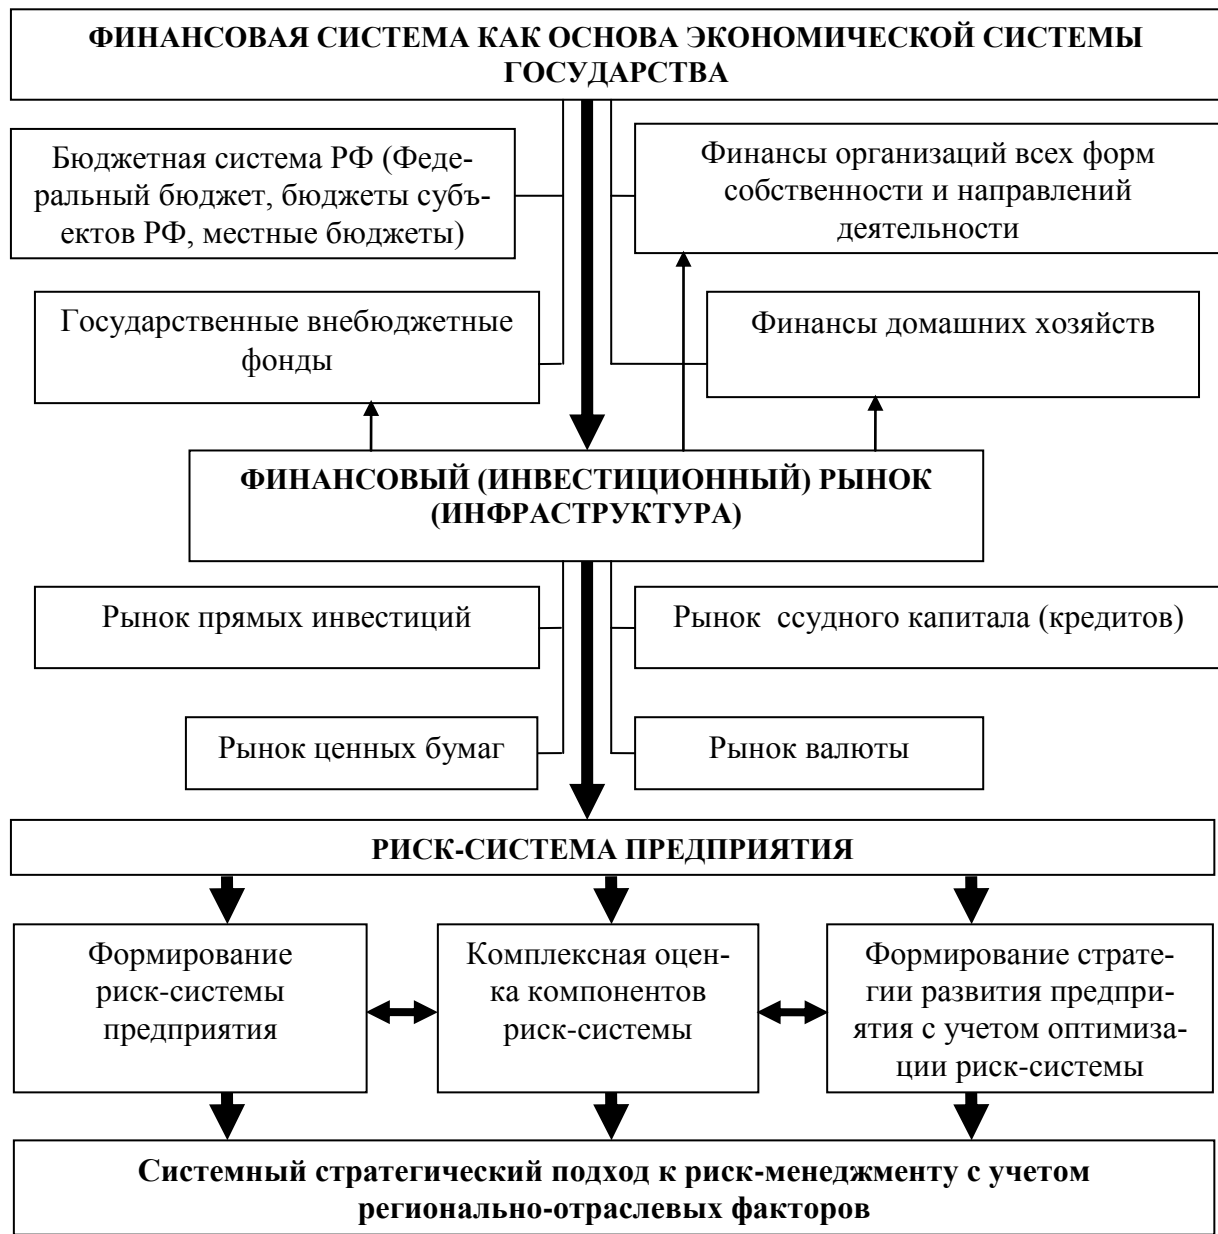 ФИНАНСОВАЯ СИСТЕМА КАК ОСНОВА ЭКОНОМИЧЕСКОЙ СИСТЕМЫ
ГОСУДАРСТВА
Бюджетная система РФ (Феде-
ральный бюджет, бюджеты субъ-
ектов РФ, местные бюджеты)
Финансы организаций всех форм
собственности и направлений
деятельности
Государственные внебюджетные
фонды
Финансы домашних хозяйств
ФИНАНСОВЫЙ (ИНВЕСТИЦИОННЫЙ) РЫНОК
(ИНФРАСТРУКТУРА)
Рынок прямых инвестиций
Рынок ссудного капитала (кредитов)
Рынок ценных бумаг
Рынок валюты
РИСК-СИСТЕМА ПРЕДПРИЯТИЯ
Формирование
риск-системы
предприятия
Комплексная оцен-
ка компонентов
риск-системы
Формирование страте-
гии развития предпри-
ятия с учетом оптимиза-
ции риск-системы
Системный стратегический подход к риск-менеджменту с учетом
регионально-отраслевых факторов